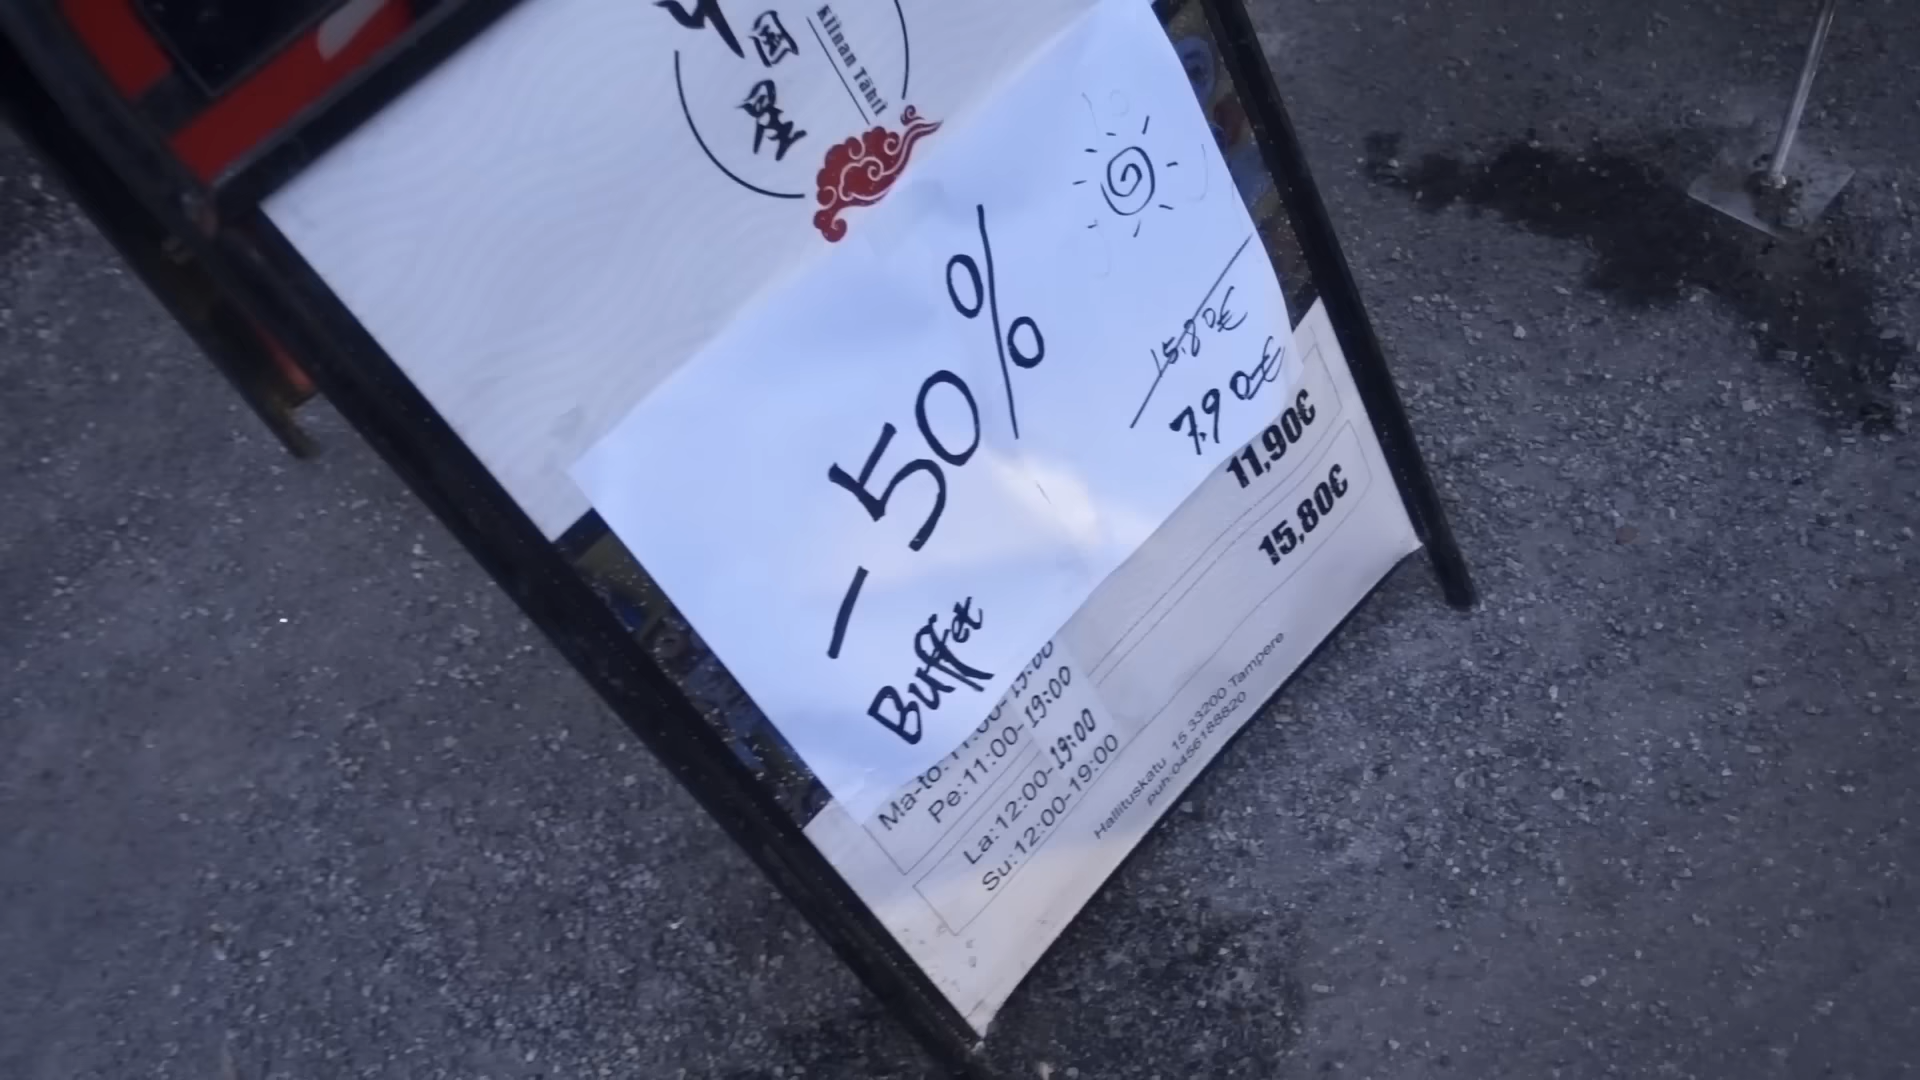 中国星
Kiinan Tähti
-50%
15.80€
7.90€
Buffet
11,90€
15,80€
Ma-to:11:00-19:00
Pe:11:00-19:00
La:12:00-19:00
Su:12:00-19:00
Hallituskatu 15 33200 Tampere
puh:0456188820